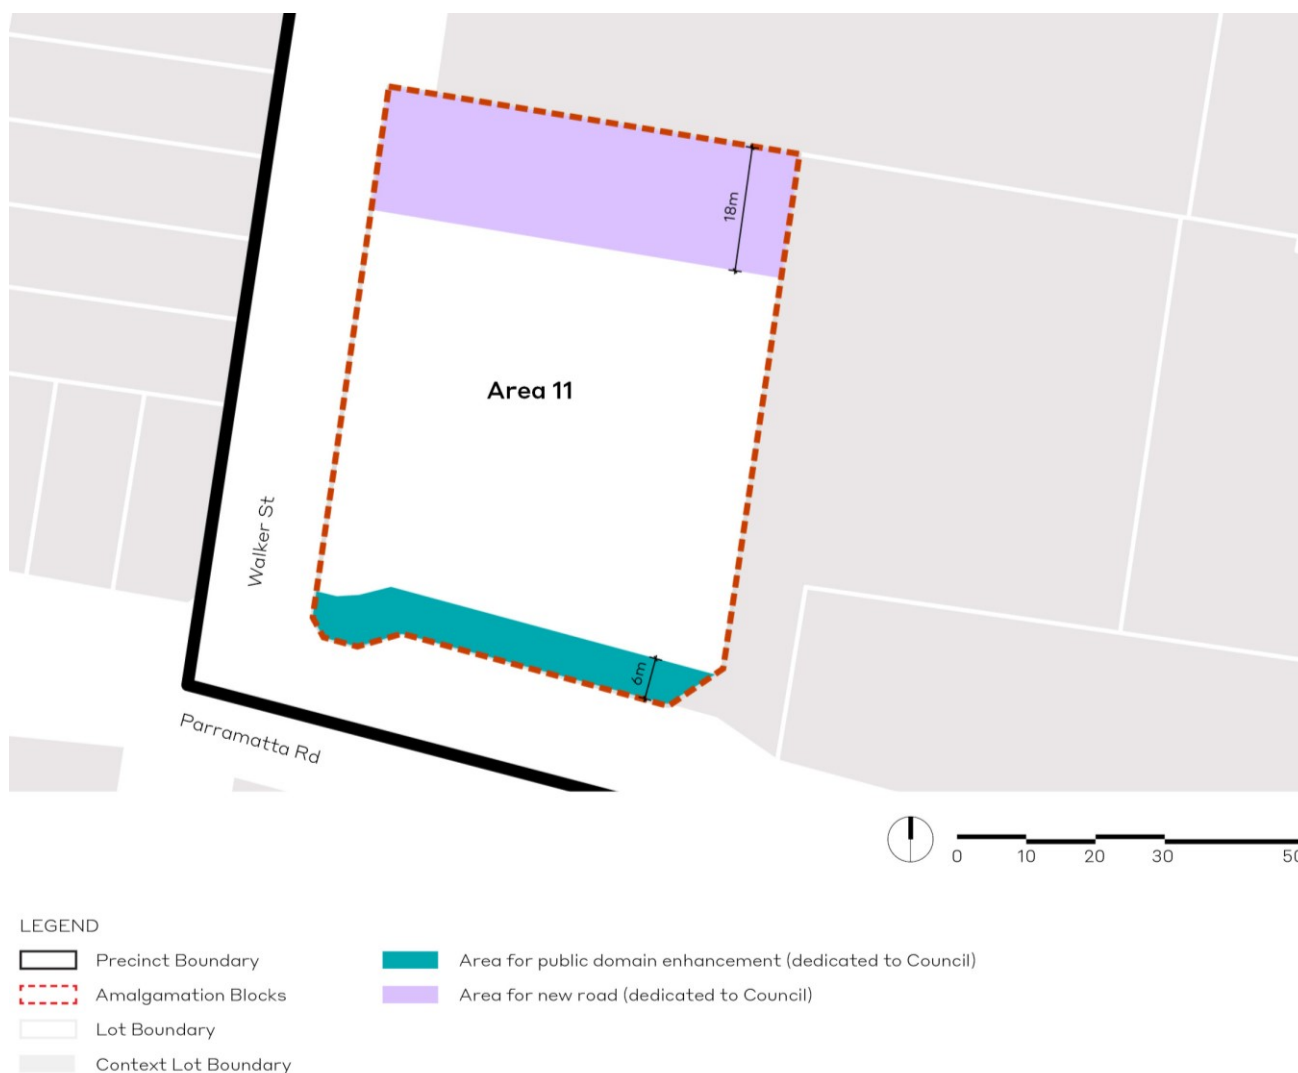 18m
Area 11
Walker St
6m
Parramatta Rd
0 10 20 30 50
LEGEND
Precinct Boundary
Amalgamation Blocks
Lot Boundary
Context Lot Boundary
Area for public domain enhancement (dedicated to Council)
Area for new road (dedicated to Council)